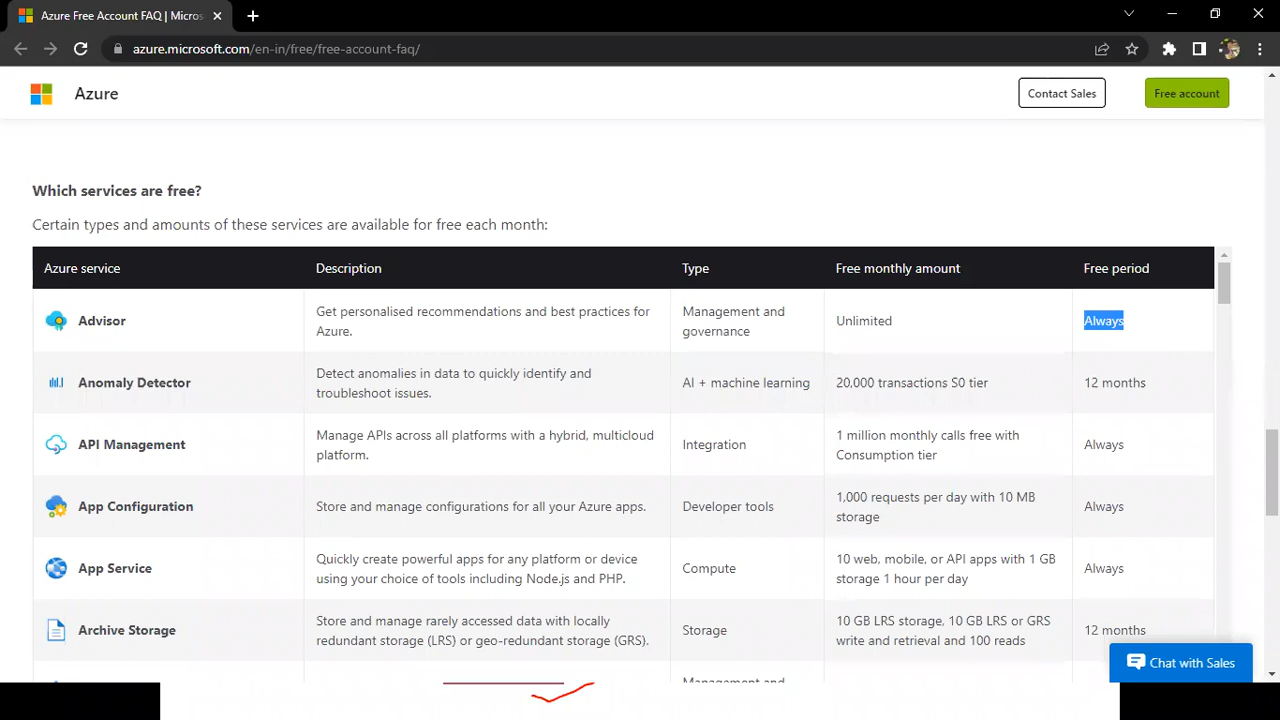 Azure Free Account FAQ | Micros
azure.microsoft.com/en-in/free/free-account-faq/
Azure
Contact Sales
Free account
Which services are free?
Certain types and amounts of these services are available for free each month:
Azure service Description Type Free monthly amount Free period
Advisor
Get personalised recommendations and best practices for
Azure.
Management and
governance
Unlimited
Always
Anomaly Detector
Detect anomalies in data to quickly identify and
troubleshoot issues.
AI + machine learning
20,000 transactions S0 tier
12 months
API Management
Manage APIs across all platforms with a hybrid, multicloud
platform.
Integration
1 million monthly calls free with
Consumption tier
Always
App Configuration
Store and manage configurations for all your Azure apps.
Developer tools
1,000 requests per day with 10 MB
storage
Always
App Service
Quickly create powerful apps for any platform or device
using your choice of tools including Node.js and PHP.
Compute
10 web, mobile, or API apps with 1 GB
storage 1 hour per day
Always
Archive Storage
Store and manage rarely accessed data with locally
redundant storage (LRS) or geo-redundant storage (GRS).
Storage
10 GB LRS storage, 10 GB LRS or GRS
write and retrieval and 100 reads
12 months
Management and
Chat with Sales